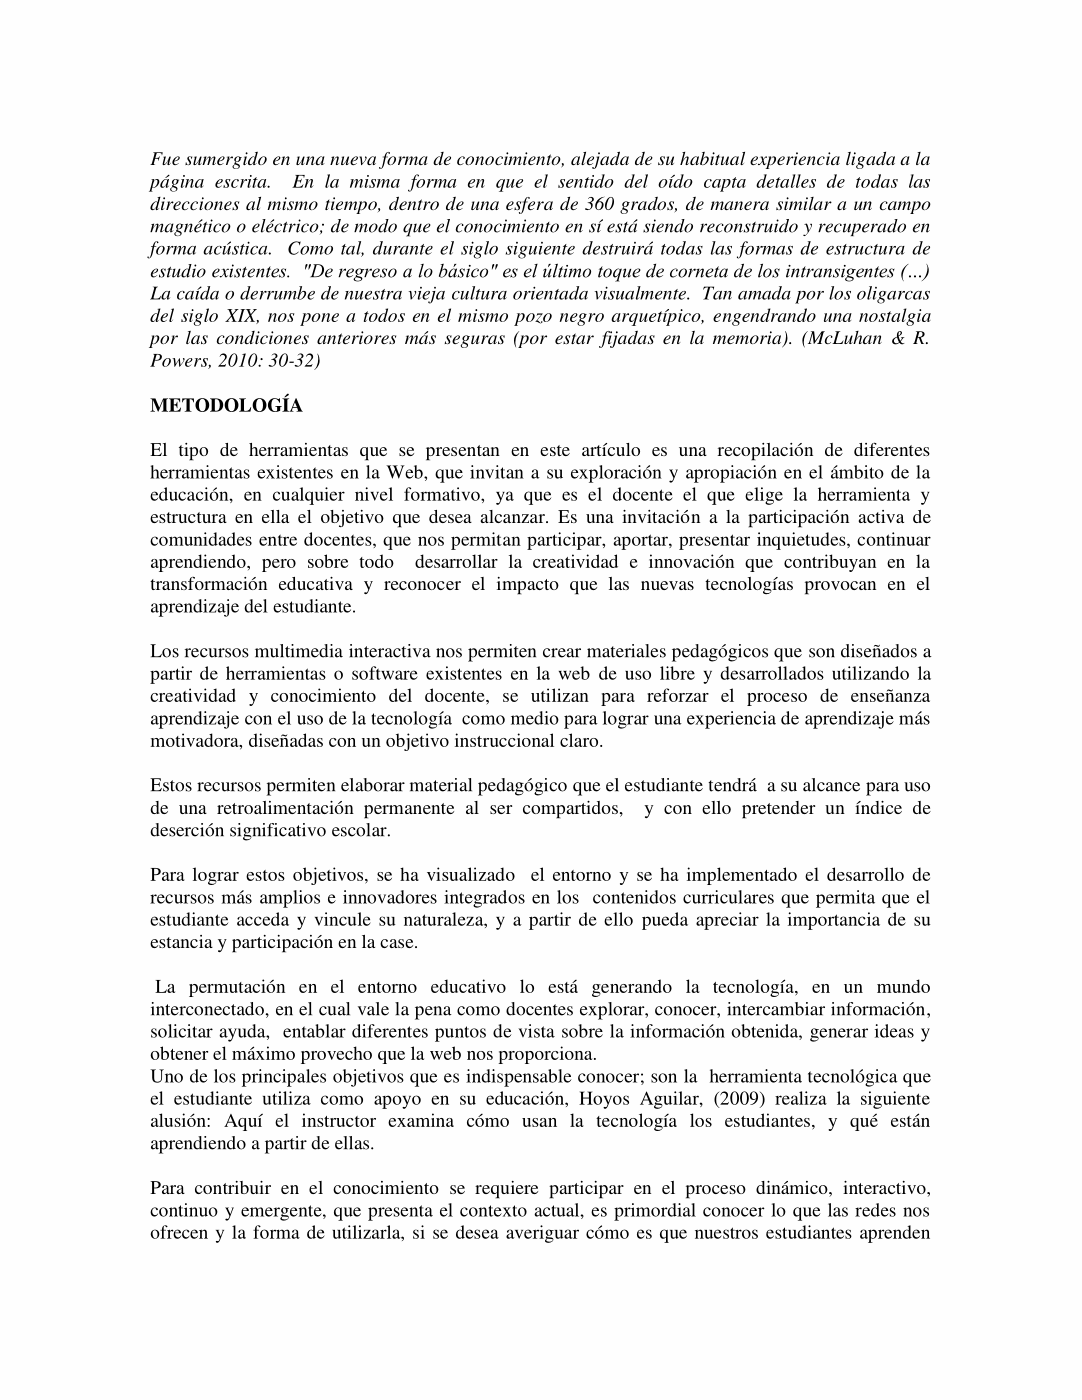 Fue sumergido en una nueva forma de conocimiento, alejada de su habitual experiencia ligada a la
página escrita.  En la misma forma en que el sentido del oído capta detalles de todas las
direcciones al mismo tiempo, dentro de una esfera de 360 grados, de manera similar a un campo
magnético o eléctrico; de modo que el conocimiento en sí está siendo reconstruido y recuperado en
forma acústica.  Como tal, durante el siglo siguiente destruirá todas las formas de estructura de
estudio existentes.  "De regreso a lo básico" es el último toque de corneta de los intransigentes (...)
La caída o derrumbe de nuestra vieja cultura orientada visualmente.  Tan amada por los oligarcas
del siglo XIX, nos pone a todos en el mismo pozo negro arquetípico, engendrando una nostalgia
por las condiciones anteriores más seguras (por estar fijadas en la memoria). (McLuhan & R.
Powers, 2010: 30-32)
METODOLOGÍA
El tipo de herramientas que se presentan en este artículo es una recopilación de diferentes
herramientas existentes en la Web, que invitan a su exploración y apropiación en el ámbito de la
educación, en cualquier nivel formativo, ya que es el docente el que elige la herramienta y
estructura en ella el objetivo que desea alcanzar. Es una invitación a la participación activa de
comunidades entre docentes, que nos permitan participar, aportar, presentar inquietudes, continuar
aprendiendo, pero sobre todo  desarrollar la creatividad e innovación que contribuyan en la
transformación educativa y reconocer el impacto que las nuevas tecnologías provocan en el
aprendizaje del estudiante.
Los recursos multimedia interactiva nos permiten crear materiales pedagógicos que son diseñados a
partir de herramientas o software existentes en la web de uso libre y desarrollados utilizando la
creatividad y conocimiento del docente, se utilizan para reforzar el proceso de enseñanza
aprendizaje con el uso de la tecnología  como medio para lograr una experiencia de aprendizaje más
motivadora, diseñadas con un objetivo instruccional claro.
Estos recursos permiten elaborar material pedagógico que el estudiante tendrá  a su alcance para uso
de una retroalimentación permanente al ser compartidos,  y con ello pretender un índice de
deserción significativo escolar.
Para lograr estos objetivos, se ha visualizado  el entorno y se ha implementado el desarrollo de
recursos más amplios e innovadores integrados en los  contenidos curriculares que permita que el
estudiante acceda y vincule su naturaleza, y a partir de ello pueda apreciar la importancia de su
estancia y participación en la case.
La permutación en el entorno educativo lo está generando la tecnología, en un mundo
interconectado, en el cual vale la pena como docentes explorar, conocer, intercambiar información,
solicitar ayuda,  entablar diferentes puntos de vista sobre la información obtenida, generar ideas y
obtener el máximo provecho que la web nos proporciona.
Uno de los principales objetivos que es indispensable conocer; son la  herramienta tecnológica que
el estudiante utiliza como apoyo en su educación, Hoyos Aguilar, (2009) realiza la siguiente
alusión: Aquí el instructor examina cómo usan la tecnología los estudiantes, y qué están
aprendiendo a partir de ellas.
Para contribuir en el conocimiento se requiere participar en el proceso dinámico, interactivo,
continuo y emergente, que presenta el contexto actual, es primordial conocer lo que las redes nos
ofrecen y la forma de utilizarla, si se desea averiguar cómo es que nuestros estudiantes aprenden